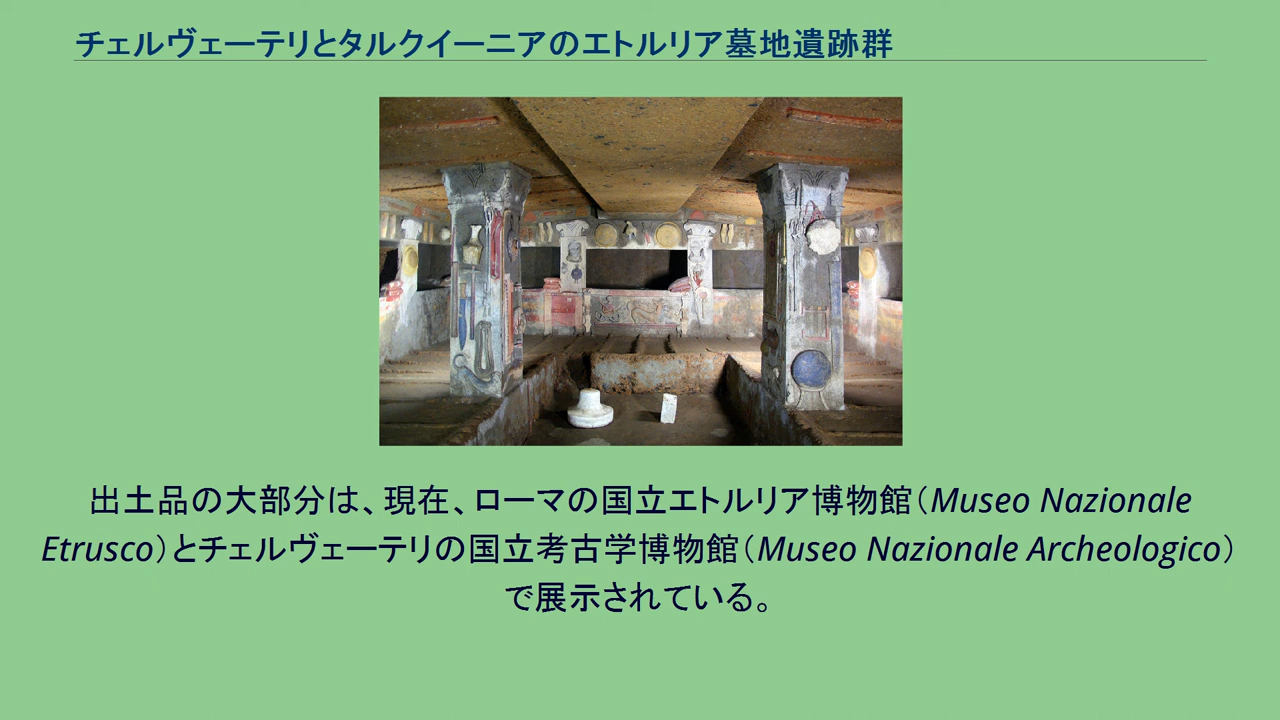 チェルヴェーテリとタルクイーニアのエトルリア墓地遺跡群
出土品の大部分は、現在、ローマの国立エトルリア博物館（Museo Nazionale
Etrusco）とチェルヴェーテリの国立考古学博物館（Museo Nazionale Archeologico）
で展示されている。